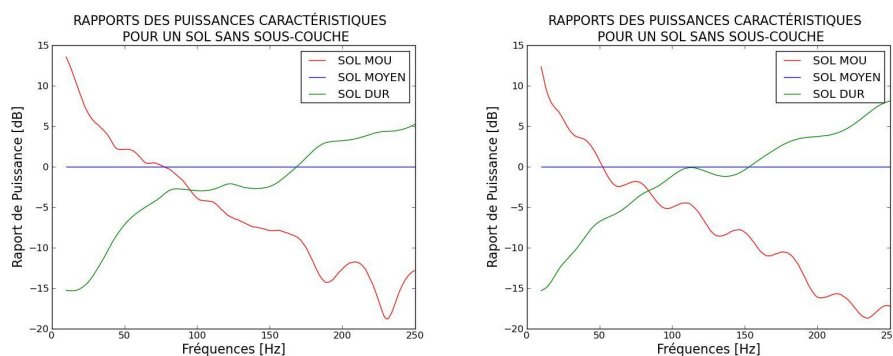 RAPPORTS DES PUISSANCES CARACTÉRISTIQUES
POUR UN SOL SANS SOUS-COUCHE
15
10
5
0
−5
−10
−15
−20
Raport de Puissance [dB]
SOL MOU
SOL MOYEN
SOL DUR
0
50
100
150
200
250
Fréquences [Hz]
RAPPORTS DES PUISSANCES CARACTÉRISTIQUES
POUR UN SOL SANS SOUS-COUCHE
15
10
5
0
−5
−10
−15
−20
Raport de Puissance [dB]
SOL MOU
SOL MOYEN
SOL DUR
0
50
100
150
200
250
Fréquences [Hz]